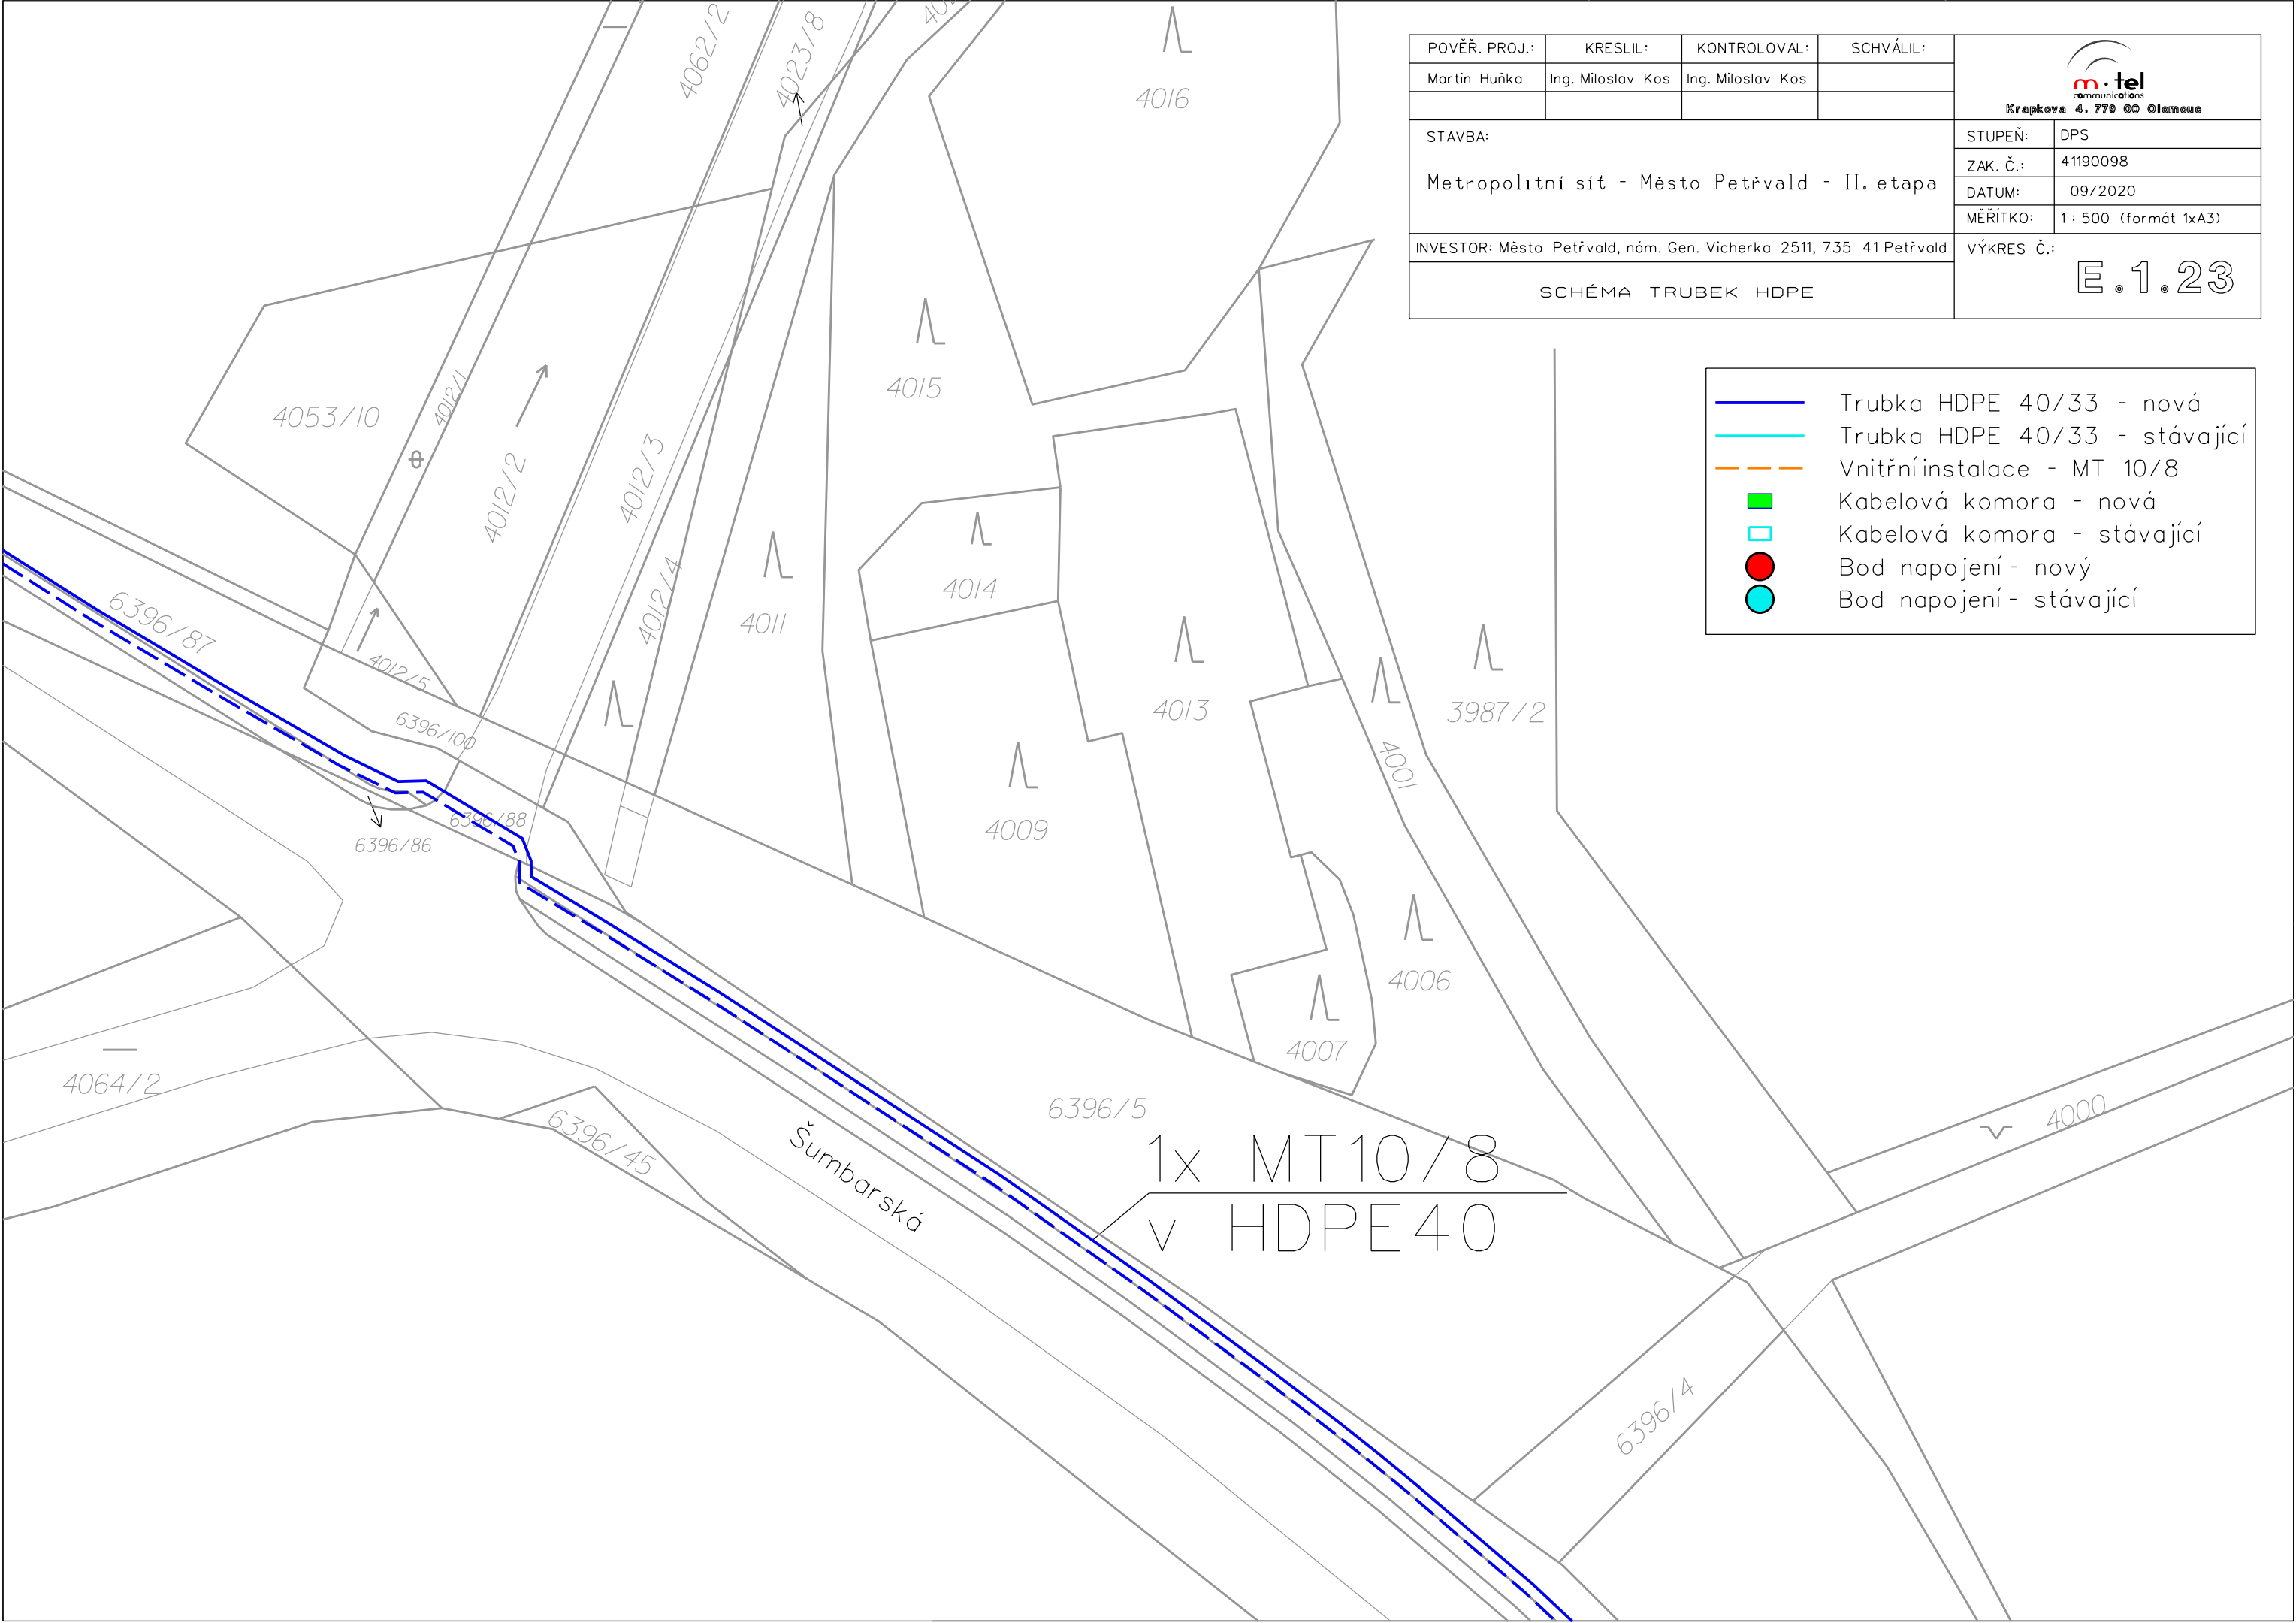 POVĚŘ. PROJ.: KRESLIL: KONTROLOVAL: SCHVÁLIL:
Martin Huňka Ing. Miloslav Kos Ing. Miloslav Kos
m·tel
communications
Krapkova 4, 779 00 Olomouc
STAVBA:
Metropolitní síť - Město Petřvald - II. etapa
STUPEŇ: DPS
ZAK. Č.: 41190098
DATUM: 09/2020
MĚŘÍTKO: 1 : 500 (formát 1xA3)
INVESTOR: Město Petřvald, nám. Gen. Vicherka 2511, 735 41 Petřvald
VÝKRES Č.:
E.1.23
SCHÉMA TRUBEK HDPE
Trubka HDPE 40/33 - nová
Trubka HDPE 40/33 - stávající
Vnitřní instalace - MT 10/8
Kabelová komora - nová
Kabelová komora - stávající
Bod napojení - nový
Bod napojení - stávající
4062/2
4023/8
4016
4015
4053/10
4012/1
4012/2
4012/3
4012/4
4014
4011
4013
3987/2
4001
6396/87
4012/5
6396/100
6396/88
6396/86
4009
4006
4007
4064/2
6396/45
Šumbarská
6396/5
4000
1x MT10/8
v HDPE40
6396/4